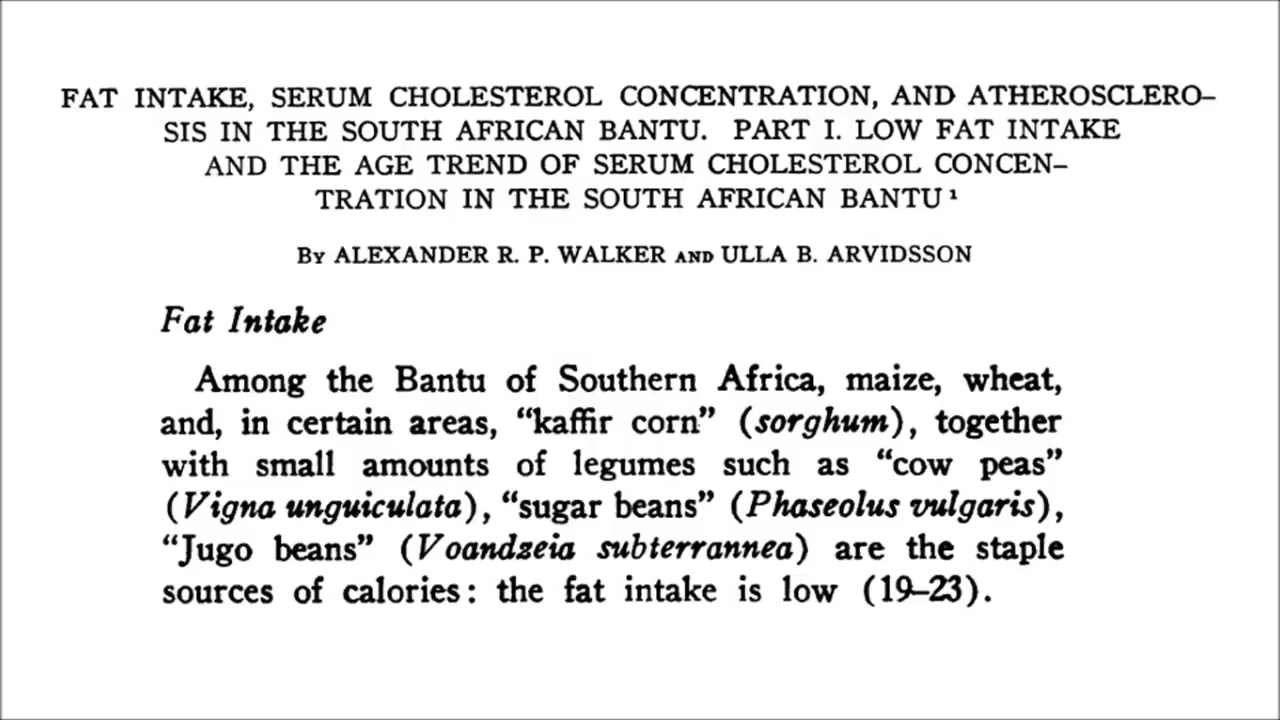 FAT INTAKE, SERUM CHOLESTEROL CONCENTRATION, AND ATHEROSCLERO-
SIS IN THE SOUTH AFRICAN BANTU. PART I. LOW FAT INTAKE
AND THE AGE TREND OF SERUM CHOLESTEROL CONCEN-
TRATION IN THE SOUTH AFRICAN BANTU ¹
By ALEXANDER R. P. WALKER AND ULLA B. ARVIDSSON
Fat Intake
Among the Bantu of Southern Africa, maize, wheat,
and, in certain areas, “kaffir corn” (sorghum), together
with small amounts of legumes such as “cow peas”
(Vigna unguiculata), “sugar beans” (Phaseolus vulgaris),
“Jugo beans” (Voandzeia subterrannea) are the staple
sources of calories: the fat intake is low (19–23).